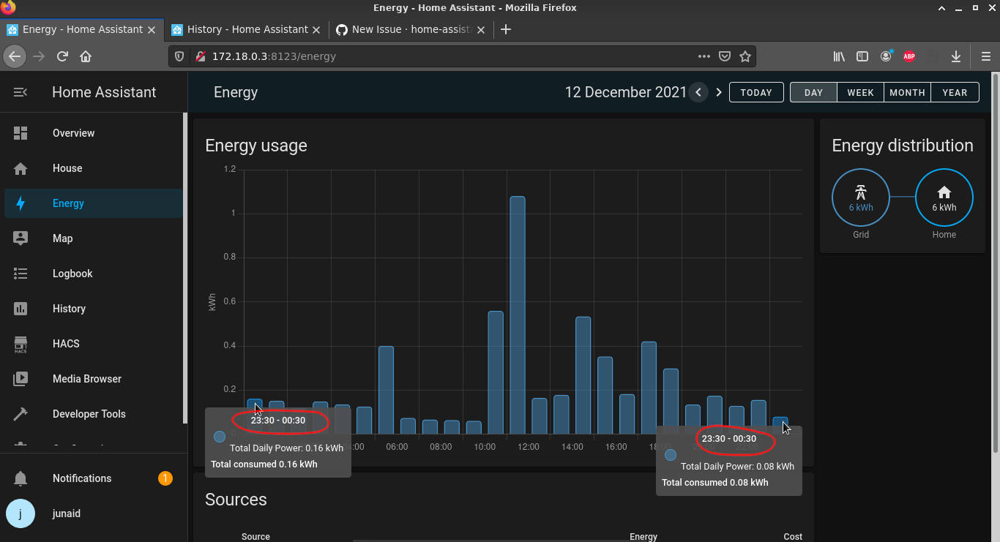 Energy - Home Assistant - Mozilla Firefox
Energy - Home Assistant
History - Home Assistant
New Issue · home-assist
172.18.0.3:8123/energy
ABP
Home Assistant
Energy
12 December 2021
TODAY
DAY
WEEK
MONTH
YEAR
Overview
House
Energy
Map
Logbook
History
HACS
HACS
Media Browser
Developer Tools
Notifications
1
j
junaid
Energy usage
kWh
1.2
1
0.8
0.6
0.4
0.2
0
06:00
08:00
10:00
12:00
14:00
16:00
18:00
23:30 - 00:30
Total Daily Power: 0.16 kWh
Total consumed 0.16 kWh
23:30 - 00:30
Total Daily Power: 0.08 kWh
Total consumed 0.08 kWh
Energy distribution
6 kWh
6 kWh
Grid
Home
Sources
Source
Energy
Cost